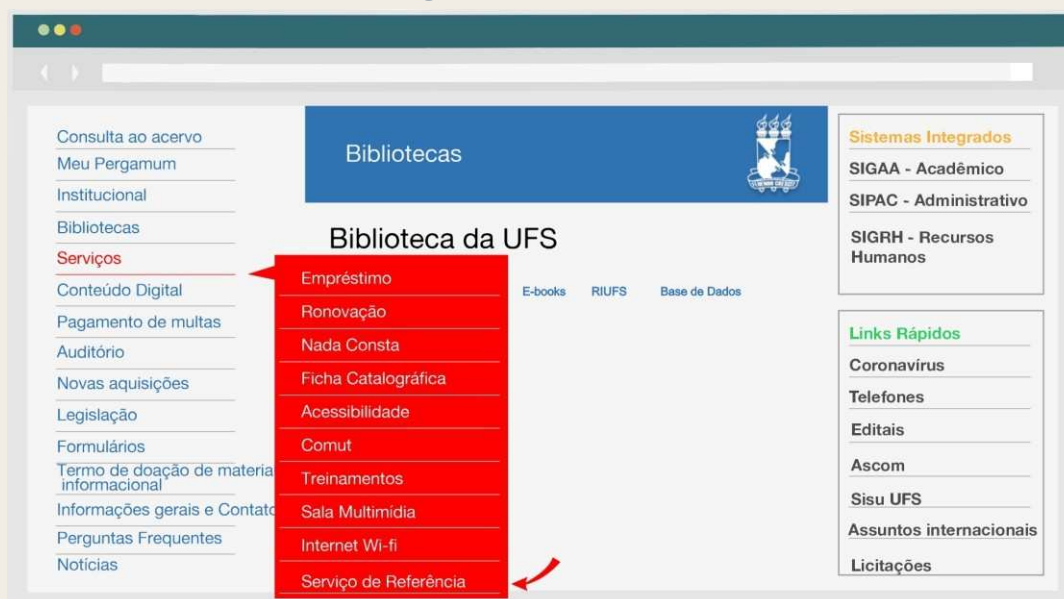 Consulta ao acervo
Meu Pergamum
Institucional
Bibliotecas
Serviços
Conteúdo Digital
Pagamento de multas
Auditório
Novas aquisições
Legislação
Formulários
Termo de doação de materia
informacional
Informações gerais e Contato
Perguntas Frequentes
Notícias
Bibliotecas
Biblioteca da UFS
E-books RIUFS Base de Dados
Empréstimo
Ronovação
Nada Consta
Ficha Catalográfica
Acessibilidade
Comut
Treinamentos
Sala Multimídia
Internet Wi-fi
Serviço de Referência
Sistemas Integrados
SIGAA - Acadêmico
SIPAC - Administrativo
SIGRH - Recursos
Humanos
Links Rápidos
Coronavírus
Telefones
Editais
Ascom
Sisu UFS
Assuntos internacionais
Licitações